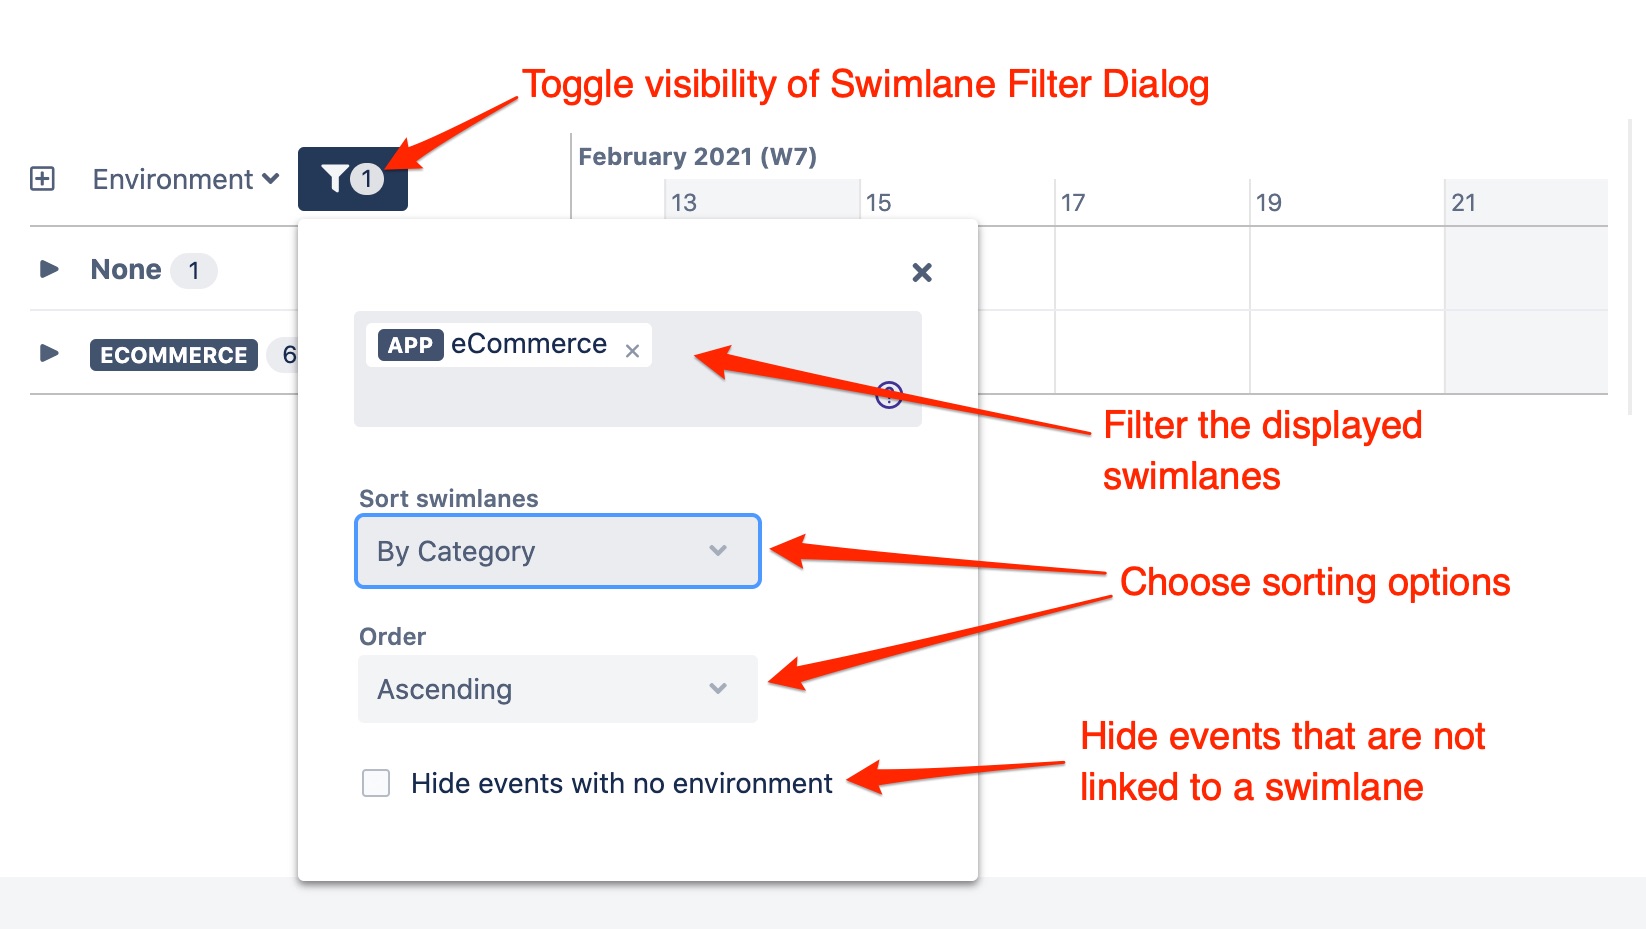 Toggle visibility of Swimlane Filter Dialog
Environment
1
February 2021 (W7)
13 15 17 19 21
None 1
ECOMMERCE 6
APP eCommerce
Filter the displayed
swimlanes
Sort swimlanes
By Category
Choose sorting options
Order
Ascending
Hide events that are not
linked to a swimlane
Hide events with no environment